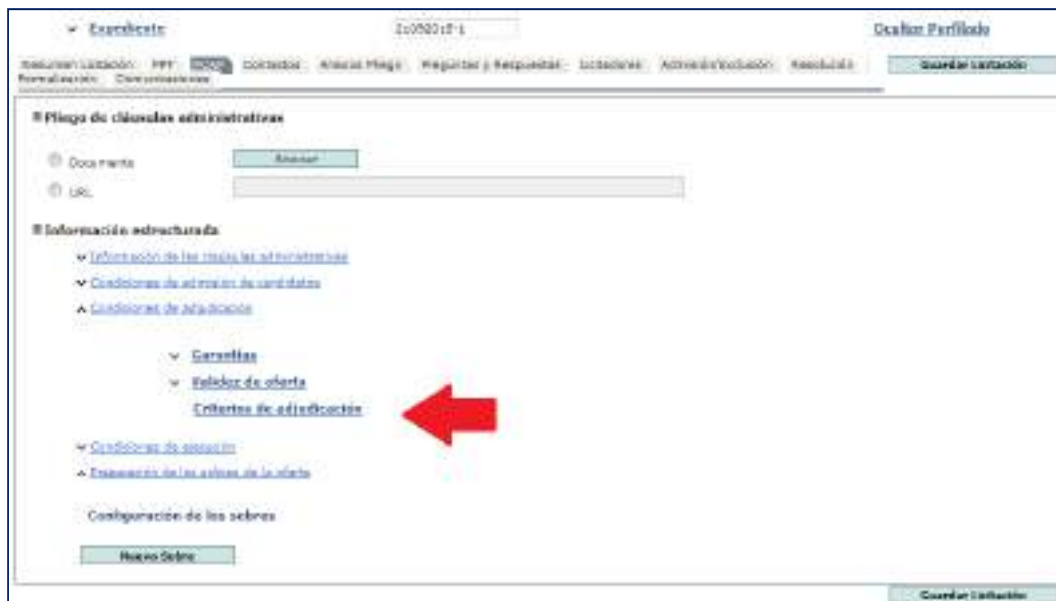 Expediente Ocultar Perfilado
Resumen Licitación PPT Contactos Anexos Pliego Preguntas y Respuestas Licitadores Admisión/Exclusión Resolución Guardar Licitación
Formalización Comunicaciones
Pliego de cláusulas administrativas
Documento Anexar
URL
Información estructurada
Información de las cláusulas administrativas
Condiciones de admisión de candidatos
Condiciones de adjudicación
Garantías
Validez de oferta
Criterios de adjudicación
Condiciones de ejecución
Preparación de los sobres de la oferta
Configuración de los sobres
Nuevo Sobre
Guardar Licitación